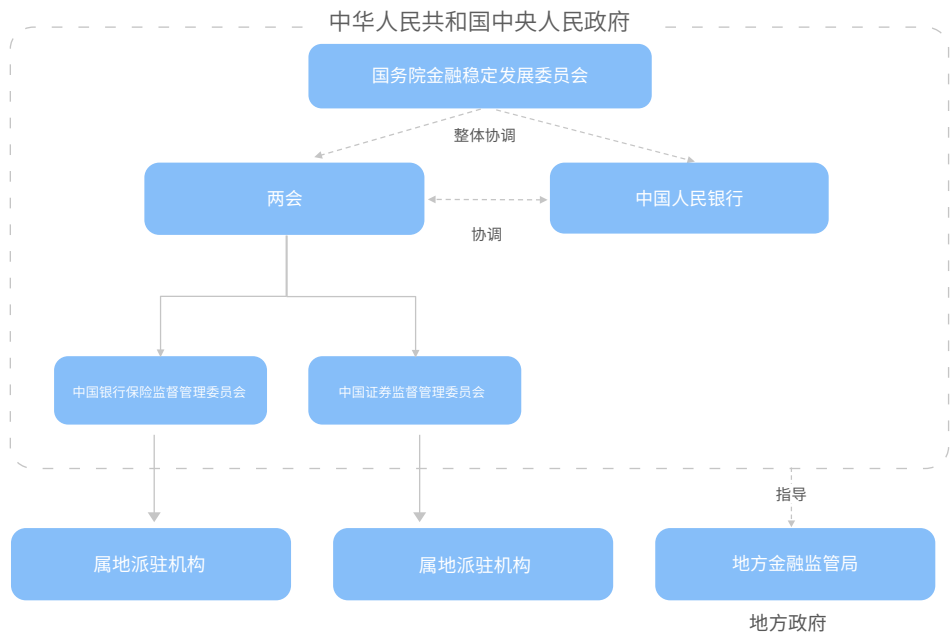 中华人民共和国中央人民政府
国务院金融稳定发展委员会
整体协调
两会
中国人民银行
协调
中国银行保险监督管理委员会
中国证券监督管理委员会
指导
属地派驻机构
属地派驻机构
地方金融监管局
地方政府